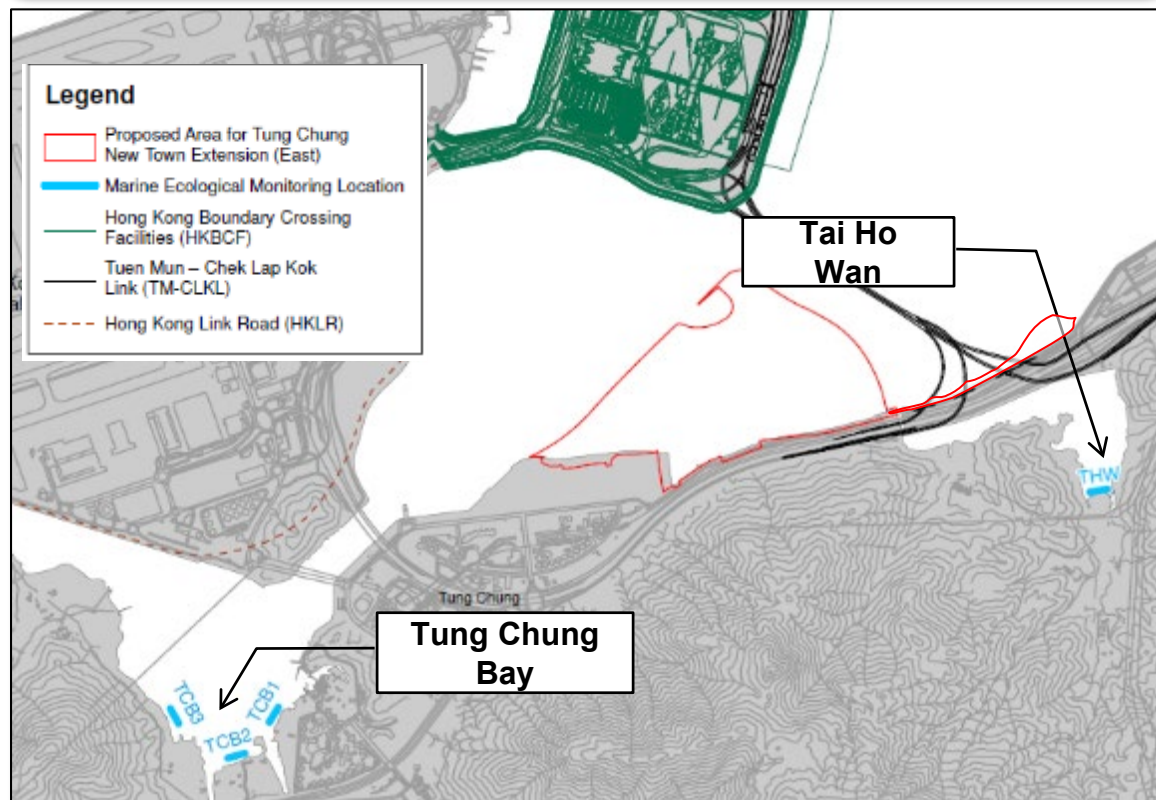 Legend
Proposed Area for Tung Chung
New Town Extension (East)
Marine Ecological Monitoring Location
Hong Kong Boundary Crossing
Facilities (HKBCF)
Tuen Mun – Chek Lap Kok
Link (TM-CLKL)
Hong Kong Link Road (HKLR)
Tai Ho
Wan
THW
Tung Chung
Tung Chung
Bay
TCB3
TCB1
TCB2